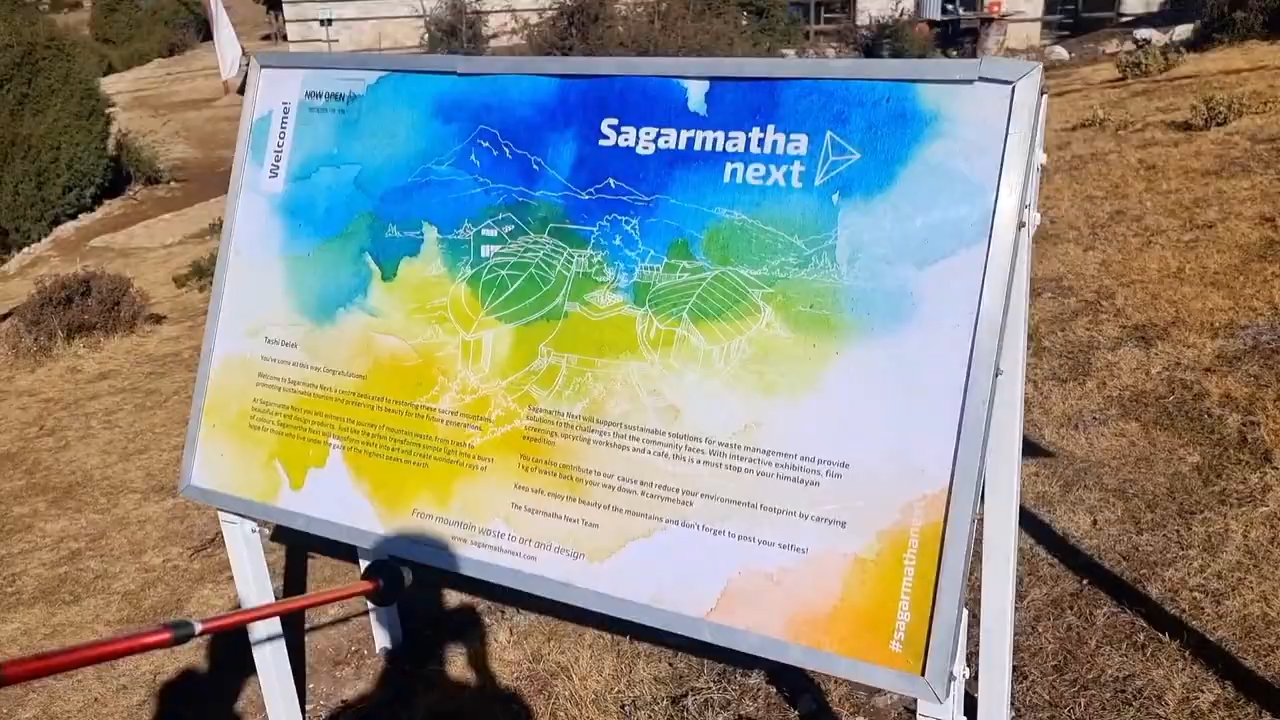 NOW OPEN
Welcome!
Sagarmatha
next
Tashi Delek
You've come all this way, Congratulations!
Welcome to Sagarmatha Next, a centre dedicated to restoring these sacred mountains,
promoting sustainable tourism and preserving its beauty for the future generations.
At Sagarmatha Next you will witness the journey of mountain waste, from trash to
beautiful art and design products. Just like the prism transforms simple light into a burst
of colours, Sagarmatha Next will transform waste into art and create wonderful rays of
hope for those who live under the gaze of the highest peaks on earth.
Sagarmatha Next will support sustainable solutions for waste management and provide
solutions to the challenges that the community faces. With interactive exhibitions, film
screenings, upcycling workshops and a café, this is a must stop on your himalayan
expedition.
You can also contribute to our cause and reduce your environmental footprint by carrying
1 kg of waste back on your way down. #carrymeback
Keep safe, enjoy the beauty of the mountains and don't forget to post your selfies!
The Sagarmatha Next Team
From mountain waste to art and design
www.sagarmathanext.com
#sagarmathanext